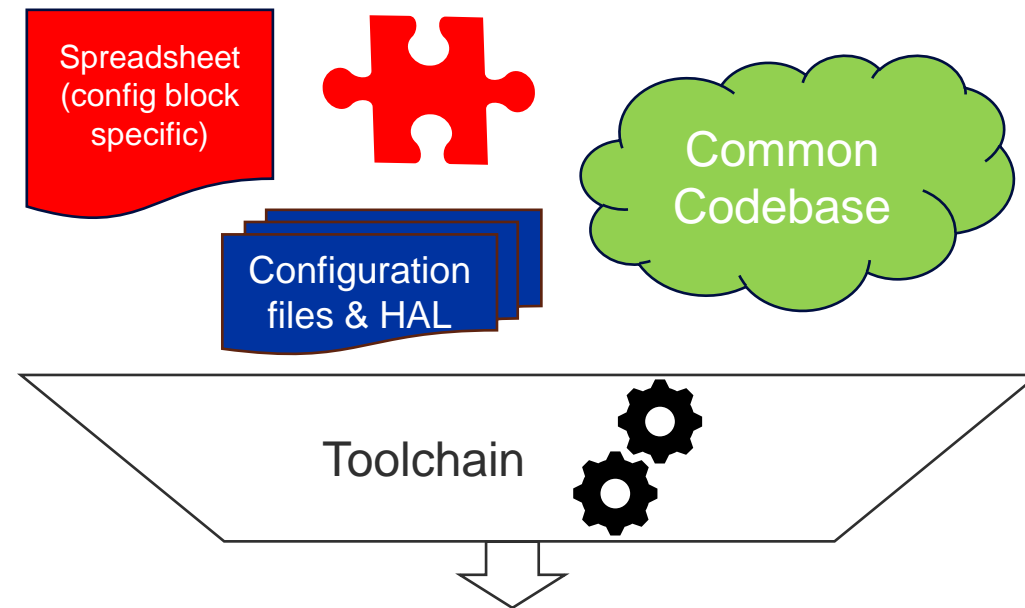 Spreadsheet
(config block
specific)
Common
Codebase
Configuration
files & HAL
Toolchain